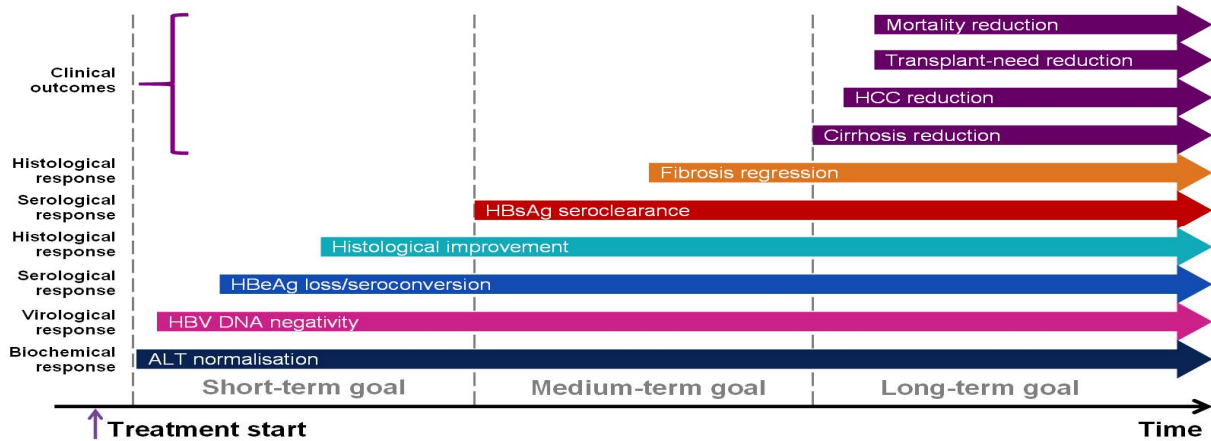 Mortality reduction
Transplant-need reduction
Clinical
outcomes
HCC reduction
Cirrhosis reduction
Histological
response
Fibrosis regression
Serological
response
HBsAg seroclearance
Histological
response
Histological improvement
Serological
response
HBeAg loss/seroconversion
Virological
response
HBV DNA negativity
Biochemical
response
ALT normalisation
Short-term goal
Medium-term goal
Long-term goal
Treatment start
Time